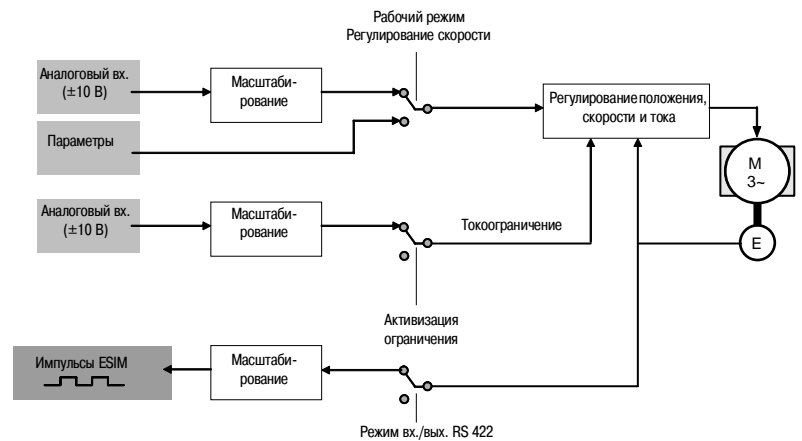 Рабочий режим
Регулирование скорости
Аналоговый вх.
(±10 В)
Масштаби-
рование
Регулирование положения,
скорости и тока
Параметры
М
3~
Аналоговый вх.
(±10 В)
Масштаби-
рование
Токоограничение
E
Активизация
ограничения
Импульсы ESIM
Масштаби-
рование
Режим вх./вых. RS 422